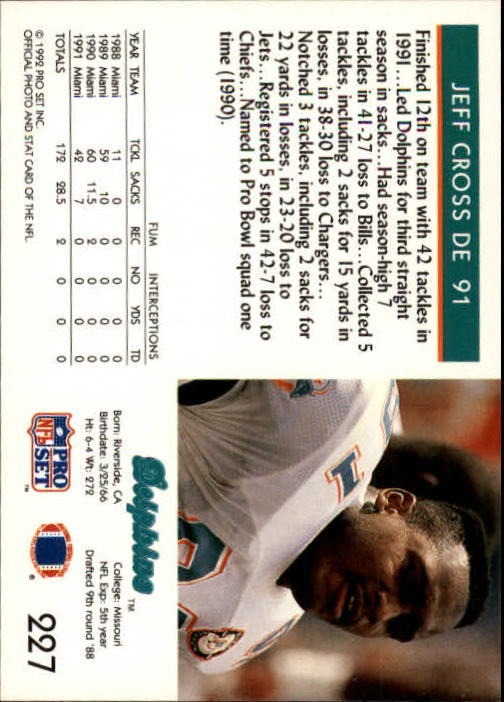 JEFF CROSS DE 91
Finished 12th on team with 42 tackles in
1991...Led Dolphins for third straight
season in sacks...Had season-high 7
tackles in 41-27 loss to Bills...Collected 5
tackles, including 2 sacks for 15 yards in
losses, in 38-30 loss to Chargers...
Notched 3 tackles, including 2 sacks for
22 yards in losses, in 23-20 loss to
Jets...Registered 5 stops in 42-7 loss to
Chiefs...Named to Pro Bowl squad one
time (1990).
FUM INTERCEPTIONS
YEAR TEAM TCKL SACKS REC NO YDS TD
1988 Miami 11 0 0 0 0 0
1989 Miami 59 10 0 0 0 0
1990 Miami 60 11.5 2 0 0 0
1991 Miami 42 7 0 0 0 0
TOTALS 172 28.5 2 0 0 0
© 1992 PRO SET INC.
OFFICIAL PHOTO AND STAT CARD OF THE NFL
Dolphins™
Born: Riverside, CA College: Missouri
Birthdate: 3/25/66 NFL Exp: 5th year
Ht: 6-4 Wt: 272 Drafted 9th round '88
PRO
NFL SET ™
®
227